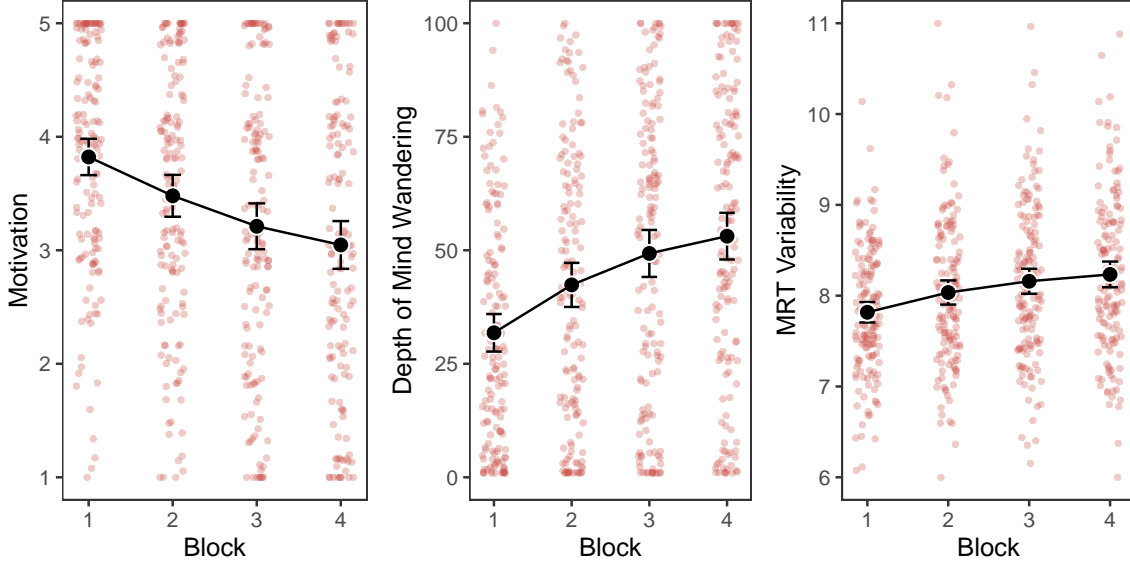 Motivation
5
4
3
2
1
1 2 3 4
Block
Depth of Mind Wandering
100
75
50
25
0
1 2 3 4
Block
MRT Variability
11
10
9
8
7
6
1 2 3 4
Block